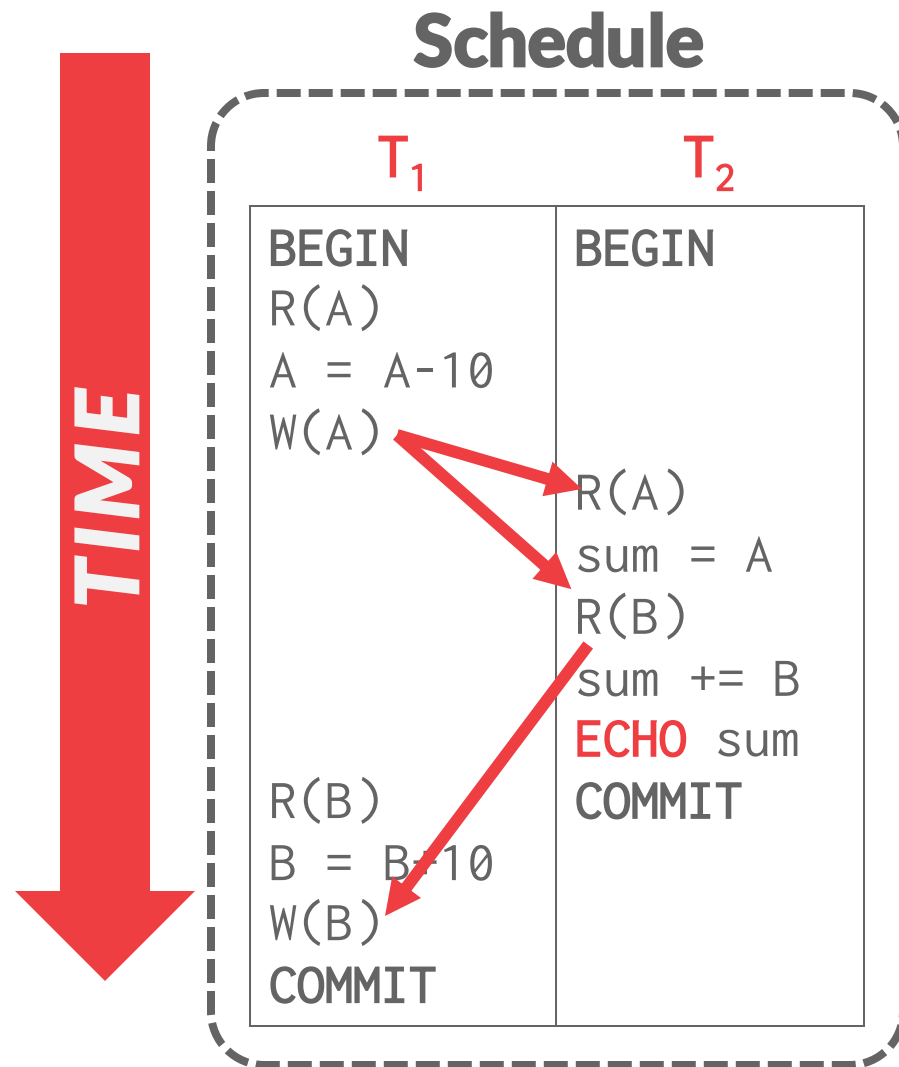 Schedule
TIME
T1 T2
BEGIN BEGIN
R(A)
A = A-10
W(A)
R(A)
sum = A
R(B)
sum += B
ECHO sum
R(B) COMMIT
B = B+10
W(B)
COMMIT